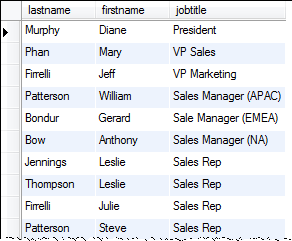 lastname firstname jobtitle
Murphy Diane President
Phan Mary VP Sales
Firrelli Jeff VP Marketing
Patterson William Sales Manager (APAC)
Bondur Gerard Sale Manager (EMEA)
Bow Anthony Sales Manager (NA)
Jennings Leslie Sales Rep
Thompson Leslie Sales Rep
Firrelli Julie Sales Rep
Patterson Steve Sales Rep